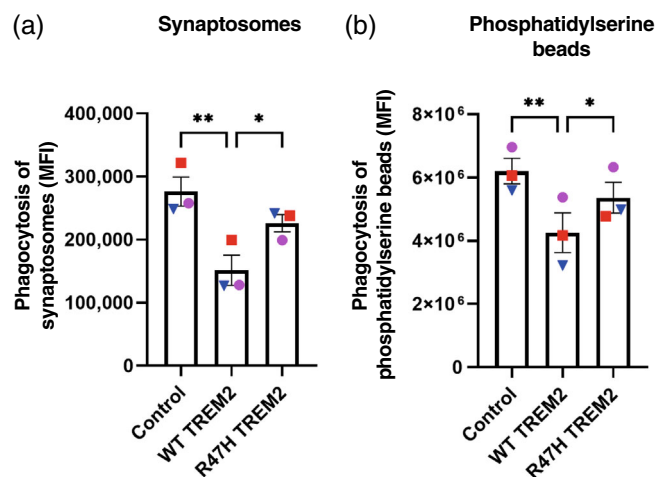 (a)
Synaptosomes
Phagocytosis of
synaptosomes (MFI)
400,000
300,000
200,000
100,000
0
**
*
Control
WT TREM2
R47H TREM2
(b)
Phosphatidylserine
beads
Phagocytosis of
phosphatidylserine beads (MFI)
8×10⁶
6×10⁶
4×10⁶
2×10⁶
0
**
*
Control
WT TREM2
R47H TREM2